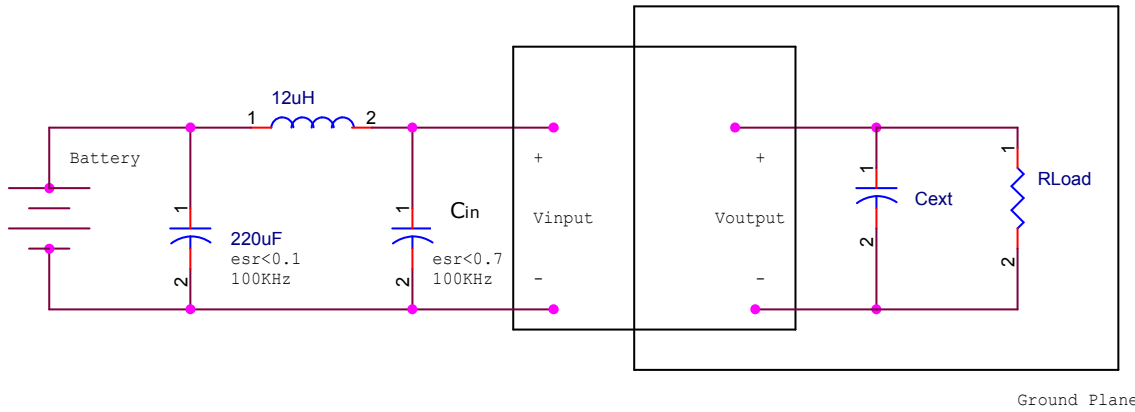 12uH
1
2
Battery
1
220uF
esr<0.1
100KHz
2
1
Cin
esr<0.7
100KHz
2
+
Vinput
-
+
Voutput
-
1
Cext
2
1
RLoad
2
Ground Plane